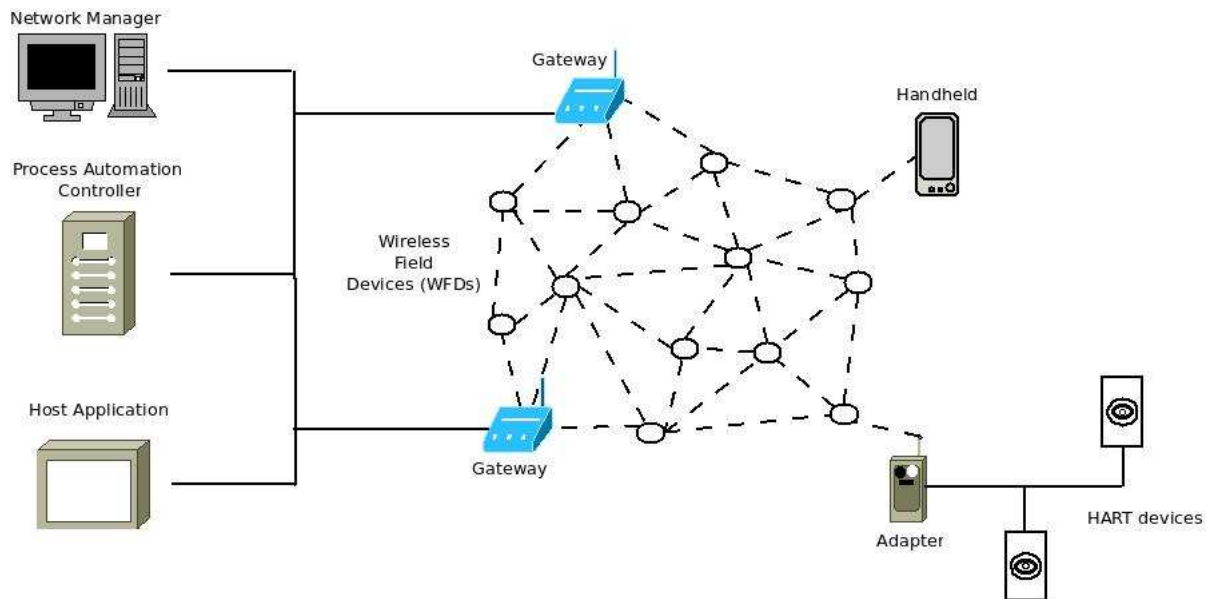 Network Manager
Gateway
Handheld
Process Automation
Controller
Wireless
Field
Devices (WFDs)
Host Application
Gateway
Adapter
HART devices